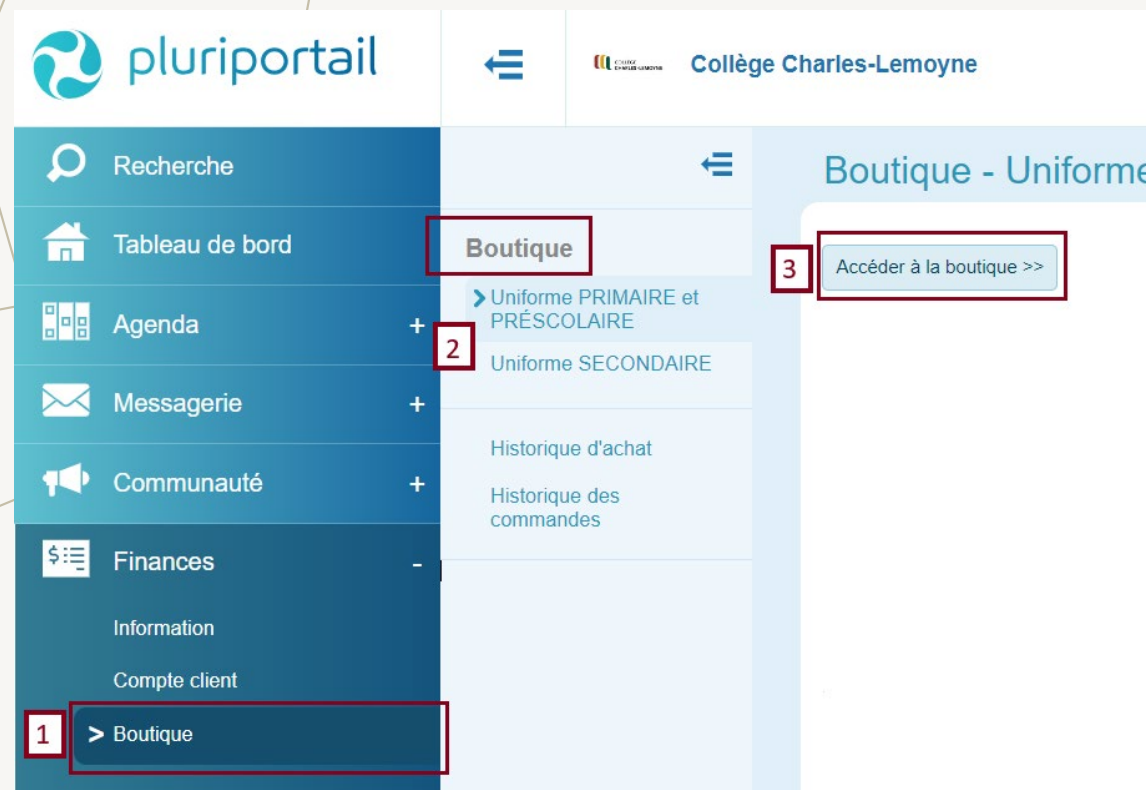 pluriportail
Collège Charles-Lemoyne
Recherche
Tableau de bord
Agenda +
Messagerie +
Communauté +
$ Finances -
Information
Compte client
1 > Boutique
Boutique
Uniforme PRIMAIRE et
PRÉSCOLAIRE
2
Uniforme SECONDAIRE
Historique d'achat
Historique des
commandes
Boutique - Uniforme
3 Accéder à la boutique >>